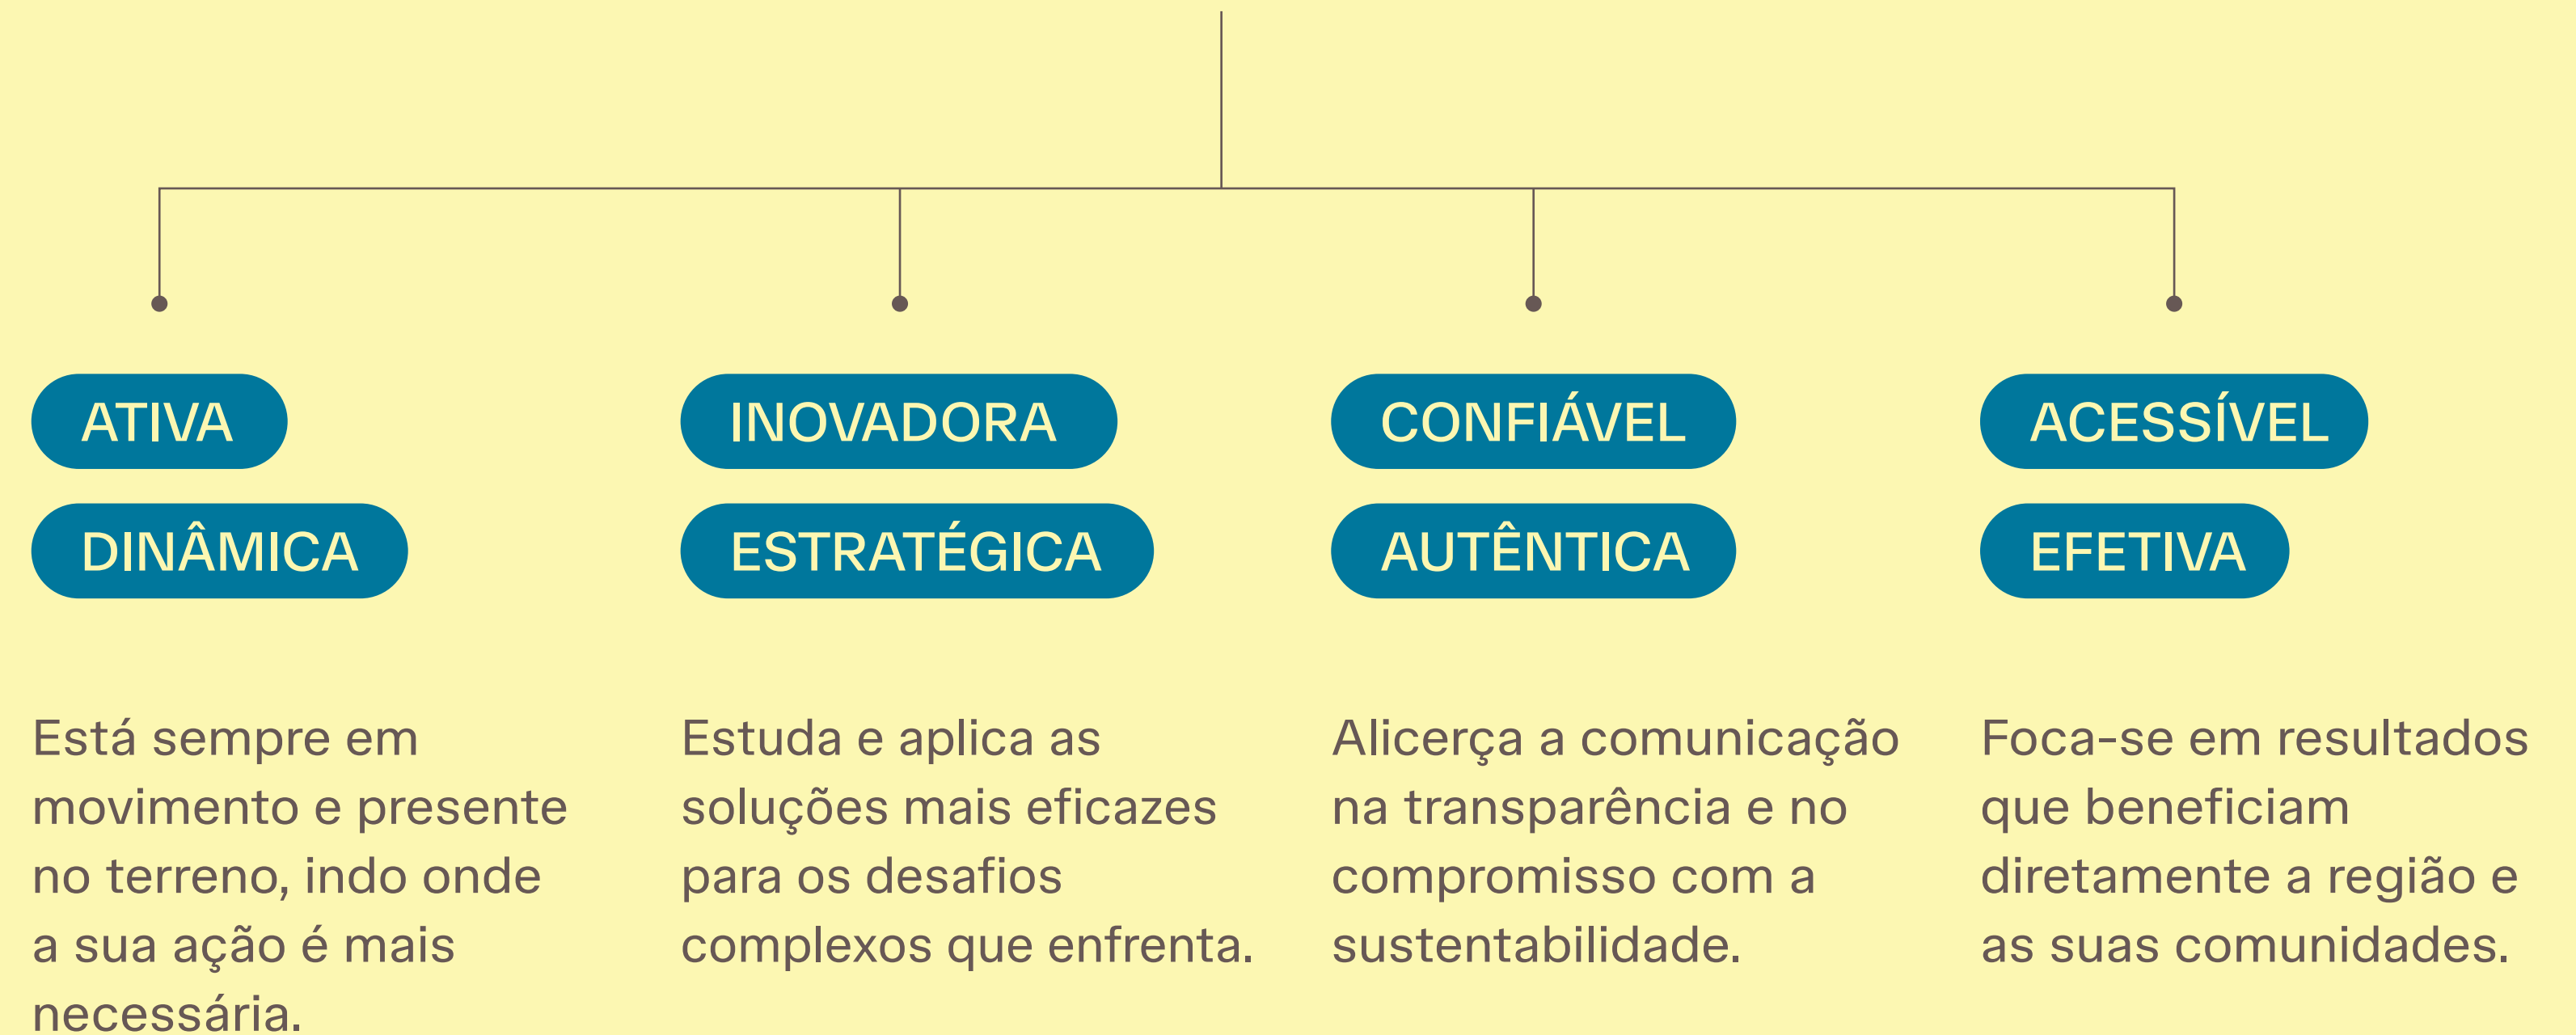 ATIVA
DINÂMICA
Está sempre em
movimento e presente
no terreno, indo onde
a sua ação é mais
necessária.
INOVADORA
ESTRATÉGICA
Estuda e aplica as
soluções mais eficazes
para os desafios
complexos que enfrenta.
CONFIÁVEL
AUTÊNTICA
Alicerça a comunicação
na transparência e no
compromisso com a
sustentabilidade.
ACESSÍVEL
EFETIVA
Foca-se em resultados
que beneficiam
diretamente a região e
as suas comunidades.